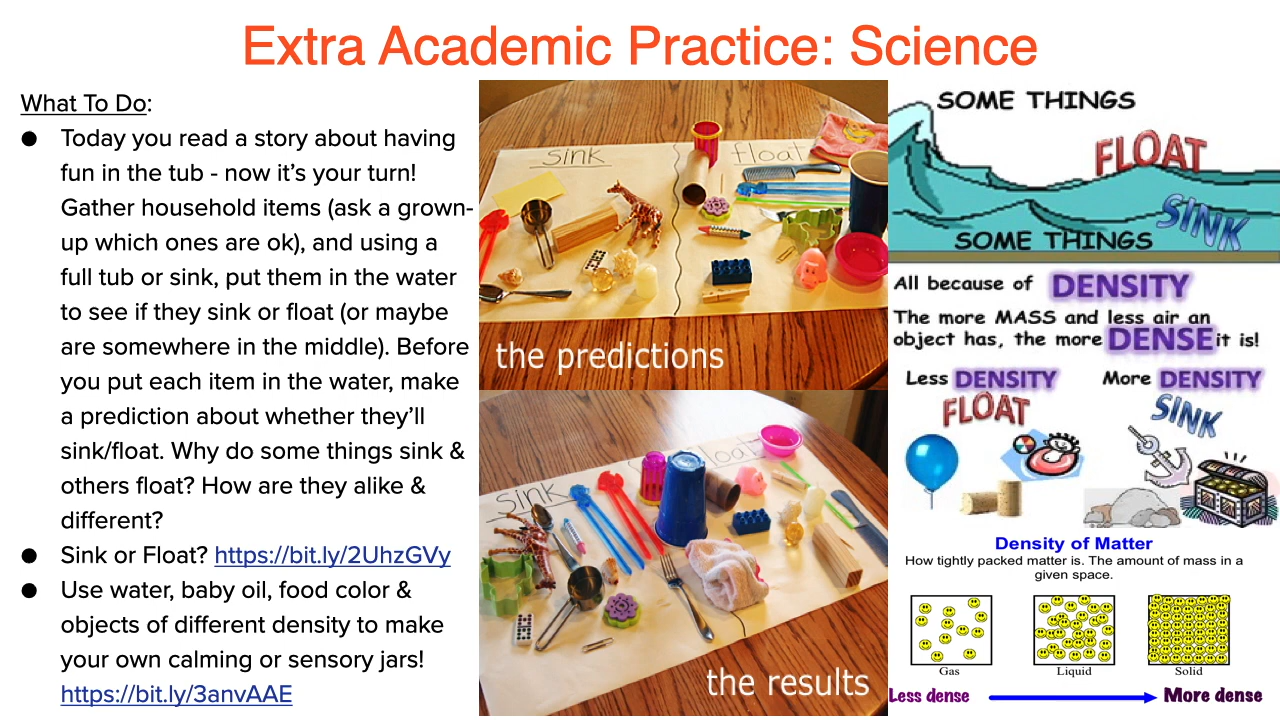 Extra Academic Practice: Science
What To Do:
● Today you read a story about having
fun in the tub - now it's your turn!
Gather household items (ask a grown-
up which ones are ok), and using a
full tub or sink, put them in the water
to see if they sink or float (or maybe
are somewhere in the middle). Before
you put each item in the water, make
a prediction about whether they'll
sink/float. Why do some things sink &
others float? How are they alike &
different?
● Sink or Float? https://bit.ly/2UhzGVy
● Use water, baby oil, food color &
objects of different density to make
your own calming or sensory jars!
https://bit.ly/3anvAAE
sink float
the predictions
sink float
the results
SOME THINGS
FLOAT
SINK
SOME THINGS
All because of DENSITY
The more MASS and less air an
object has, the more DENSE it is!
Less DENSITY
FLOAT
More DENSITY
SINK
Density of Matter
How tightly packed matter is. The amount of mass in a
given space.
Gas Liquid Solid
Less dense More dense